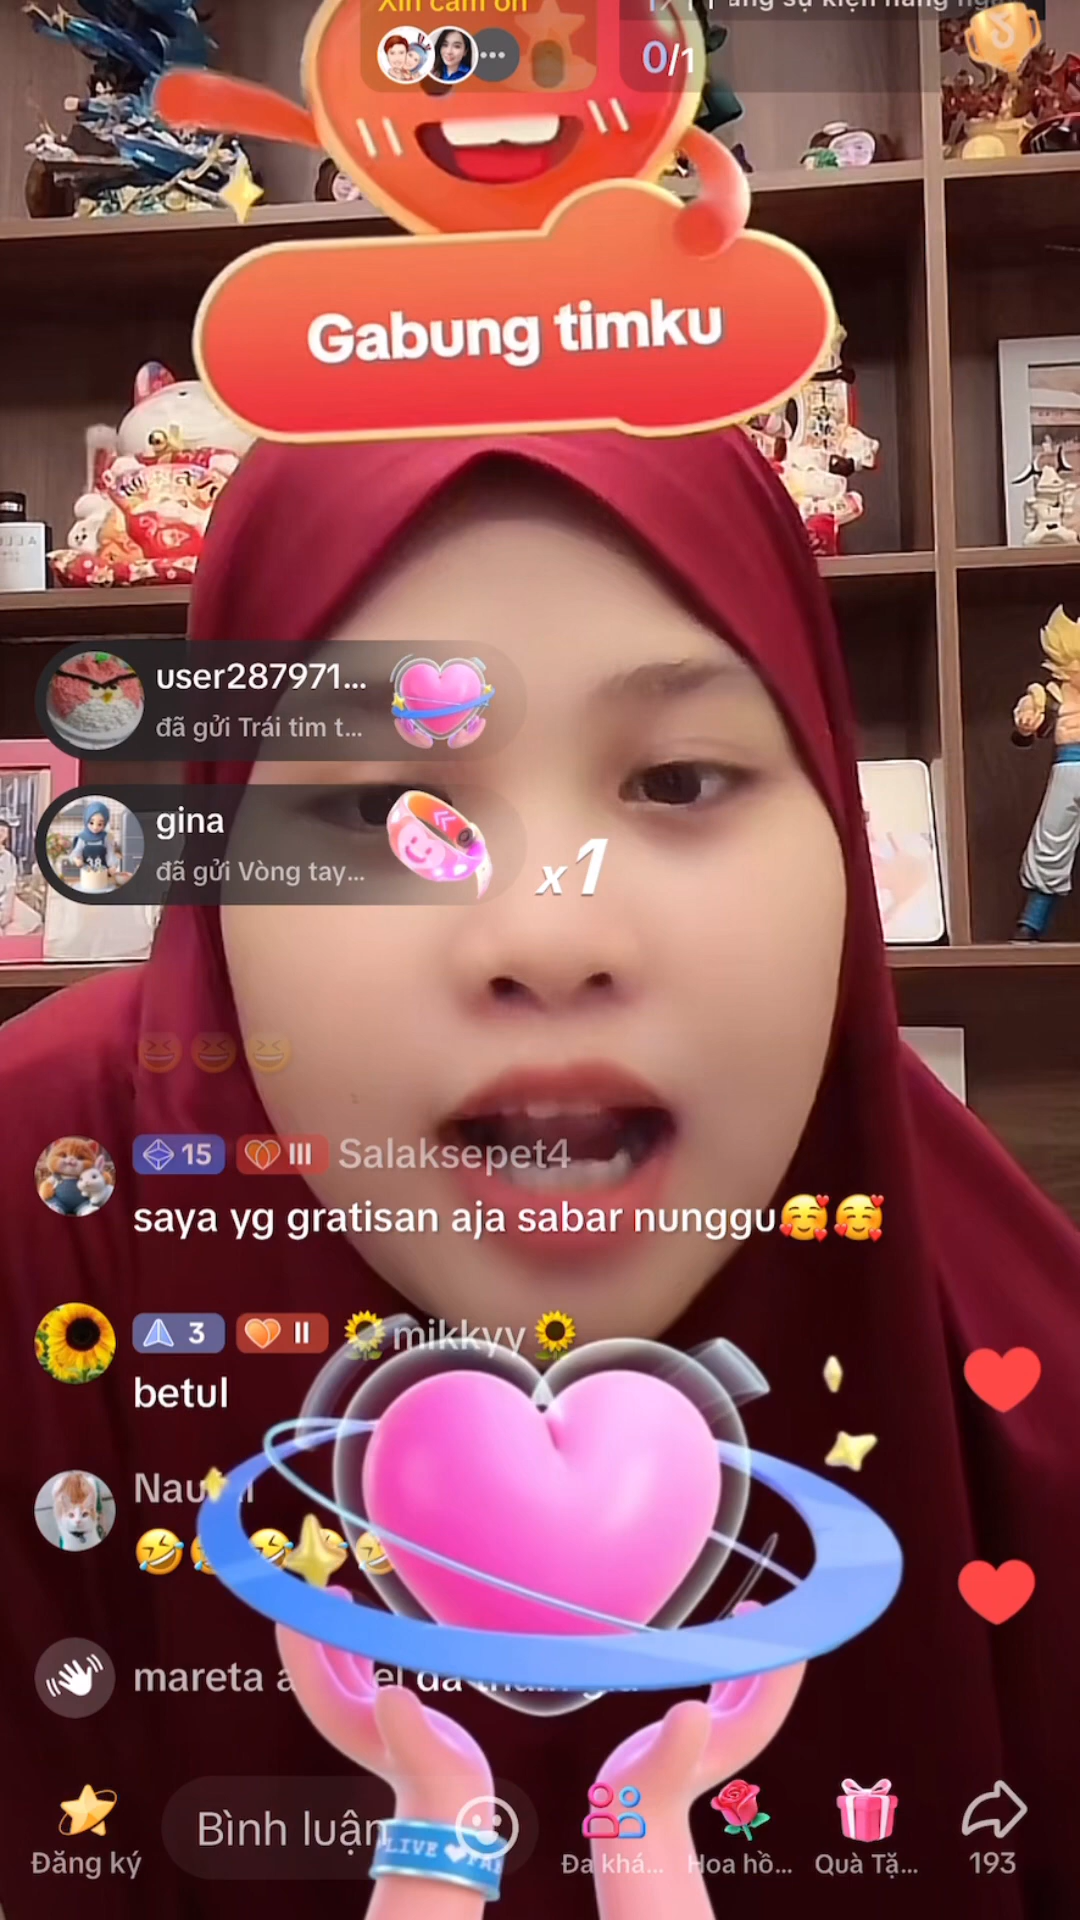 Xin cảm ơn
0/1
Gabung timku
user287971...
đã gửi Trái tim t...
gina
đã gửi Vòng tay...
x1
15 III Salaksepet4
saya yg gratisan aja sabar nunggu🥰🥰
3 II 🌻mikkyy🌻
betul
mareta
Bình luận
LIVE
Đăng ký
Đa khá...
Hoa hồ...
Quà Tặ...
193